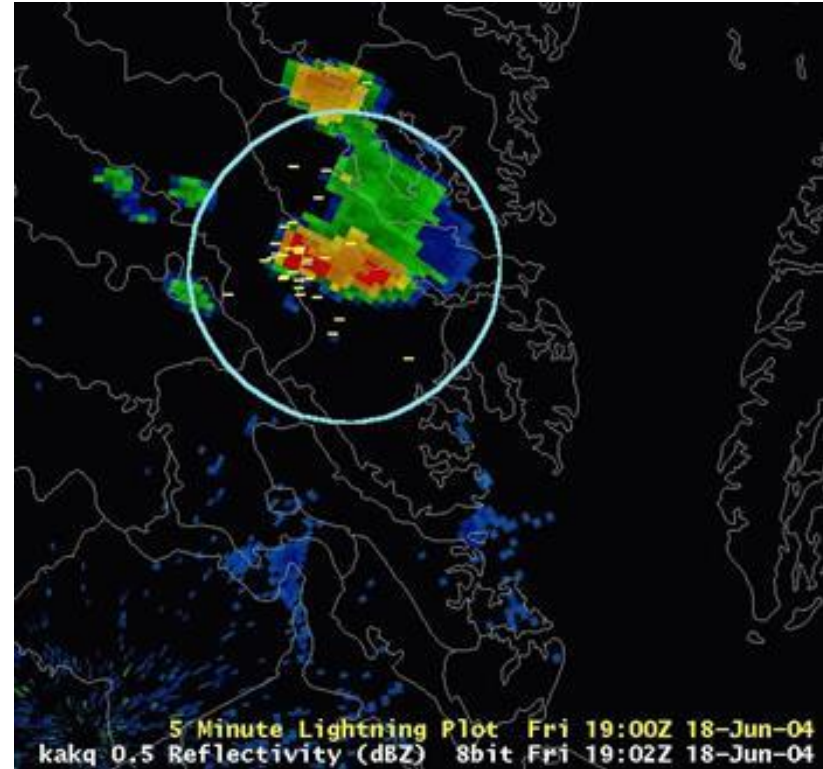 5 Minute Lightning Plot Fri 19:00Z 18-Jun-04
kakq 0.5 Reflectivity (dBZ) 8bit Fri 19:02Z 18-Jun-04